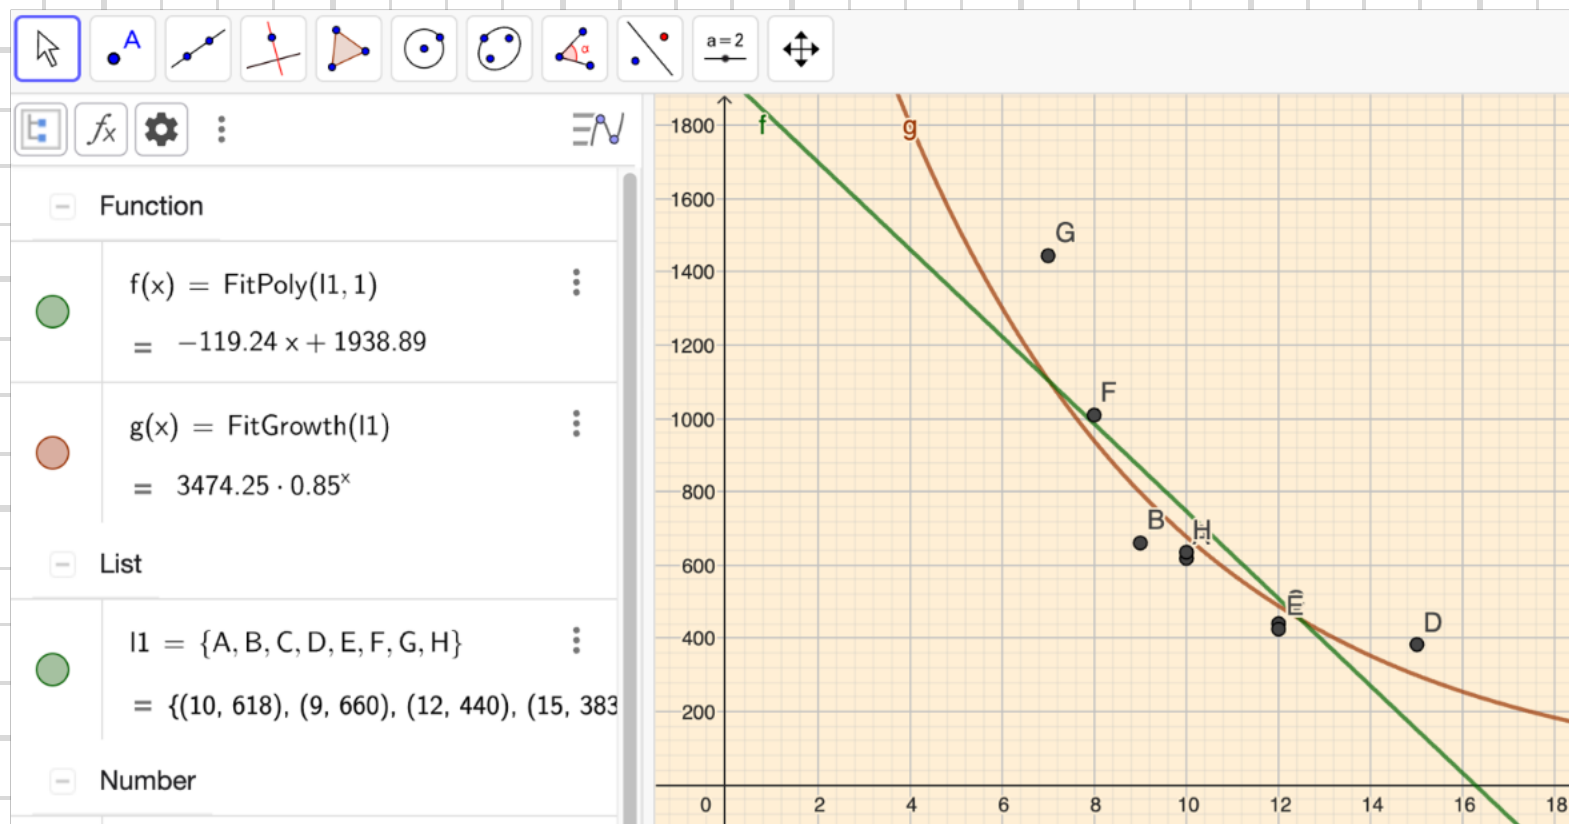 A
α
a=2
fx
Function
f(x) = FitPoly(l1, 1)
= −119.24 x + 1938.89
g(x) = FitGrowth(l1)
= 3474.25 · 0.85ˣ
List
l1 = {A, B, C, D, E, F, G, H}
= {(10, 618), (9, 660), (12, 440), (15, 383
Number
f
g
G
F
B
H
E
D
1800
1600
1400
1200
1000
800
600
400
200
0
2
4
6
8
10
12
14
16
18